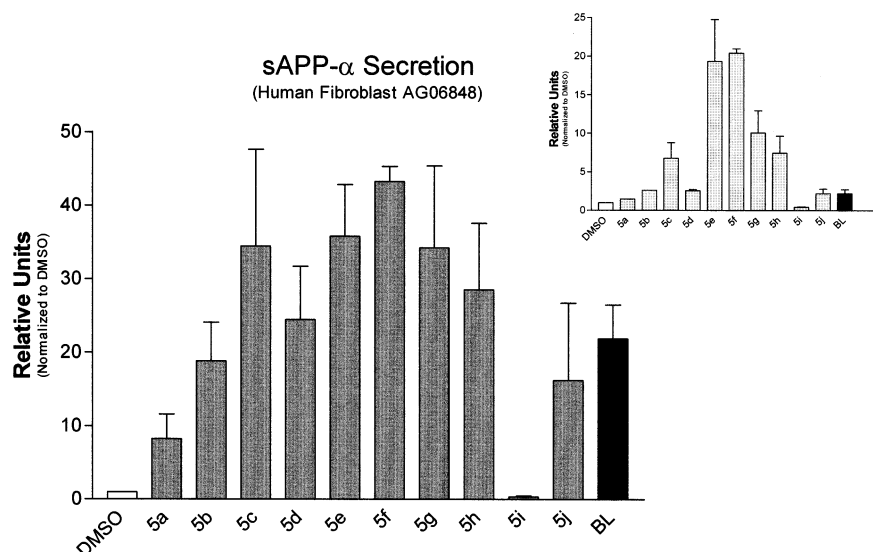 sAPP-α Secretion
(Human Fibroblast AG06848)
Relative Units
(Normalized to DMSO)
50
40
30
20
10
0
DMSO 5a 5b 5c 5d 5e 5f 5g 5h 5i 5j BL
Relative Units
(Normalized to DMSO)
25
20
15
10
5
0
DMSO 5a 5b 5c 5d 5e 5f 5g 5h 5i 5j BL